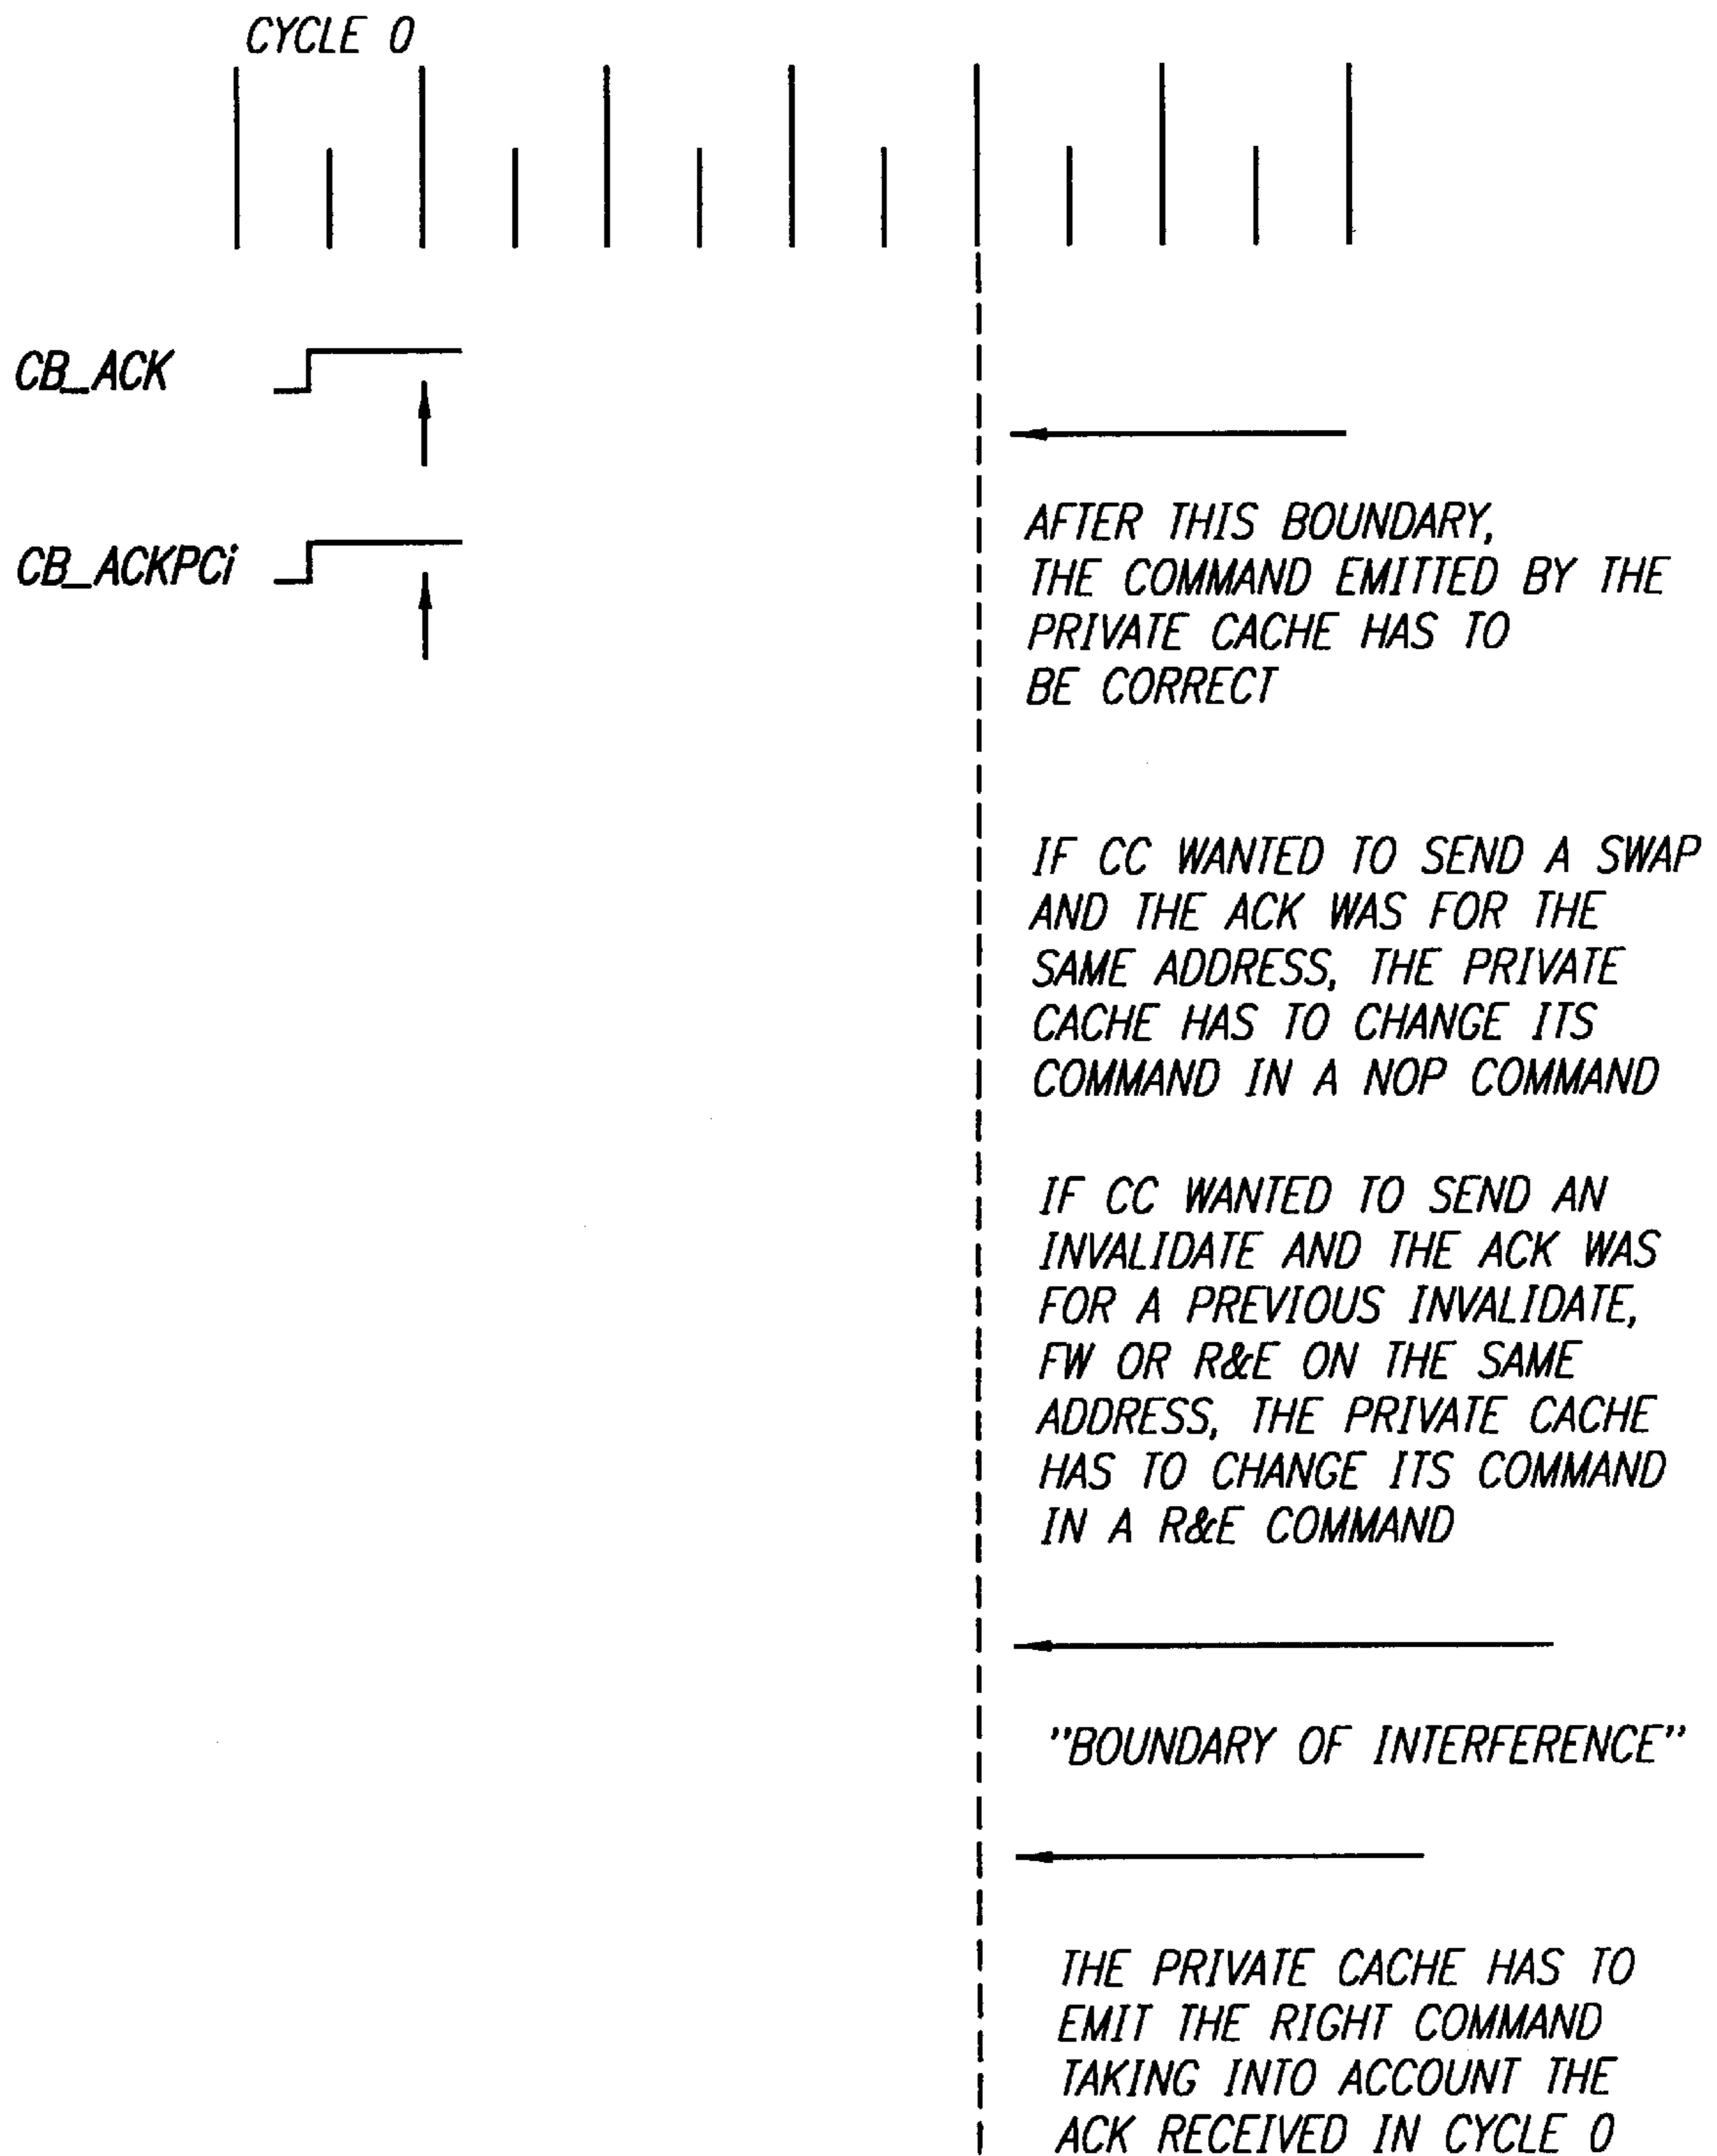 CYCLE 0
CB_ACK
CB_ACKPCi
AFTER THIS BOUNDARY,
THE COMMAND EMITTED BY THE
PRIVATE CACHE HAS TO
BE CORRECT
IF CC WANTED TO SEND A SWAP
AND THE ACK WAS FOR THE
SAME ADDRESS, THE PRIVATE
CACHE HAS TO CHANGE ITS
COMMAND IN A NOP COMMAND
IF CC WANTED TO SEND AN
INVALIDATE AND THE ACK WAS
FOR A PREVIOUS INVALIDATE,
FW OR R&E ON THE SAME
ADDRESS, THE PRIVATE CACHE
HAS TO CHANGE ITS COMMAND
IN A R&E COMMAND
"BOUNDARY OF INTERFERENCE"
THE PRIVATE CACHE HAS TO
EMIT THE RIGHT COMMAND
TAKING INTO ACCOUNT THE
ACK RECEIVED IN CYCLE 0